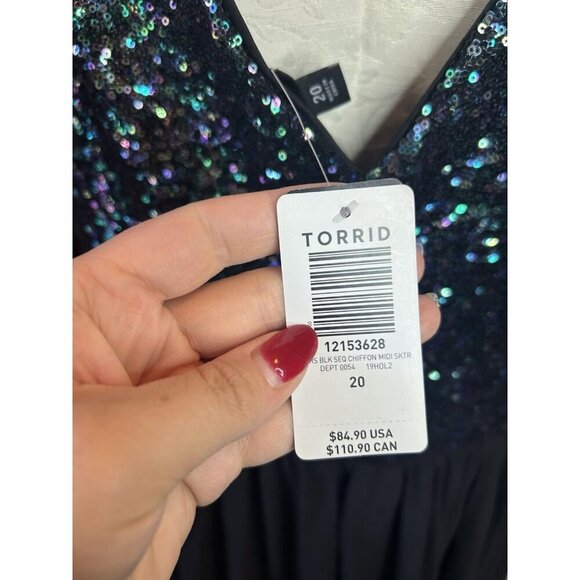 20
TORRID
12153628
RS BLK SEQ CHIFFON MIDI SKTR
DEPT 0054 19HOL2
20
$84.90 USA
$110.90 CAN